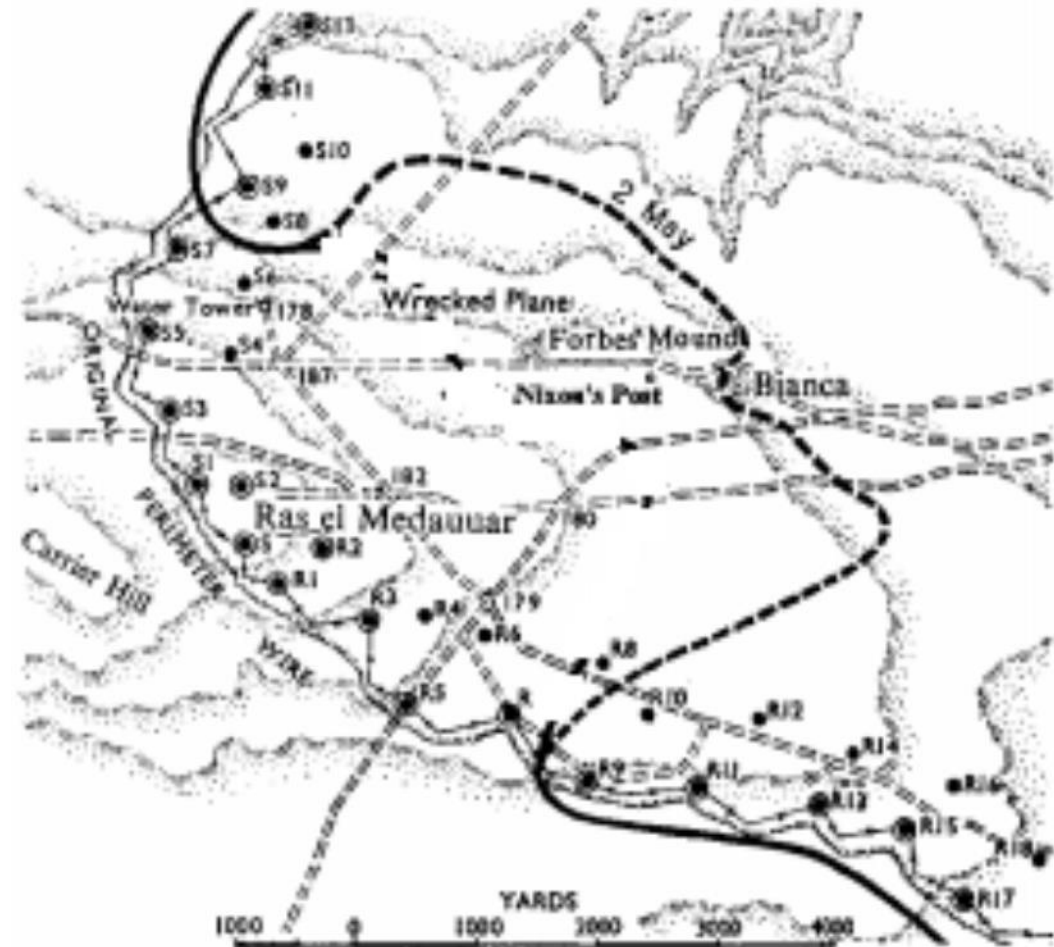 S13
S11
S10
S9
S8
2 May
S7
S6
Water Tower
178
Wrecked Plane
S5
Forbes' Mound
S4
187
Bianca
Nixon's Post
ORIGINAL
S3
S1
S2
182
Ras el Medauuar
80
S
R2
Carrier Hill
PERIMETER
R1
R3
R4
179
R6
WIRE
R8
R5
R
R10
R12
R14
R9
R11
R16
R13
R15
R18
R17
YARDS
1000 0 1000 2000 3000 4000